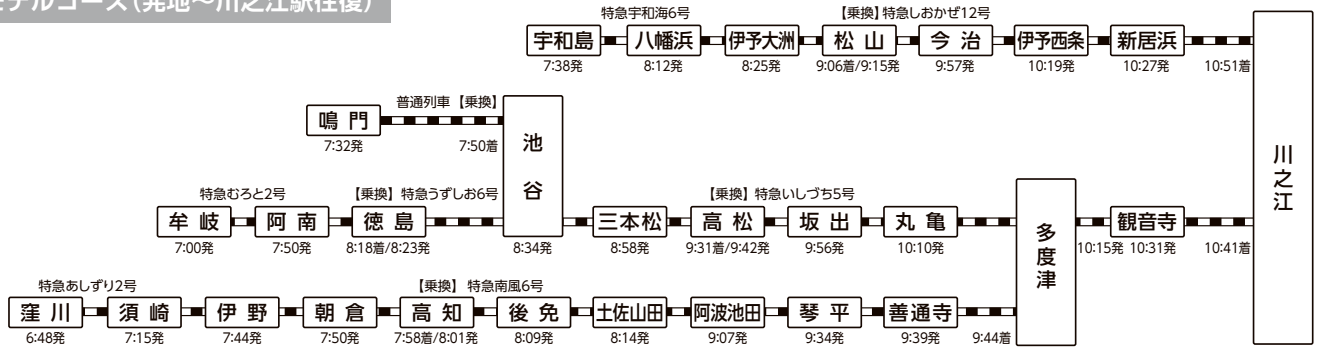 モデルコース（発地～川之江駅往復）
特急宇和海6号 【乗換】特急しおかぜ12号
宇和島 八幡浜 伊予大洲 松山 今治 伊予西条 新居浜
7:38発 8:12発 8:25発 9:06着/9:15発 9:57発 10:19発 10:27発 10:51着
普通列車【乗換】
鳴門
7:32発 7:50着
池谷
川之江
特急むろと2号 【乗換】特急うずしお6号 【乗換】特急いしづち5号
牟岐 阿南 徳島 三本松 高松 坂出 丸亀 観音寺
7:00発 7:50発 8:18着/8:23発 8:34発 8:58発 9:31着/9:42発 9:56発 10:10発 10:15発 10:31発 10:41着
多度津
特急あしずり2号 【乗換】特急南風6号
窪川 須崎 伊野 朝倉 高知 後免 土佐山田 阿波池田 琴平 善通寺
6:48発 7:15発 7:44発 7:50発 7:58着/8:01発 8:09発 8:14発 9:07発 9:34発 9:39発 9:44着